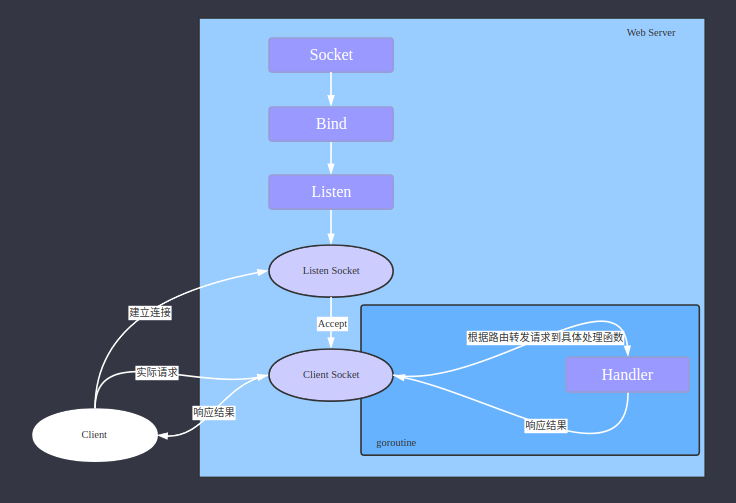 Web Server
Socket
Bind
Listen
Listen Socket
建立连接
Accept
根据路由转发请求到具体处理函数
实际请求
Client Socket
Handler
响应结果
响应结果
Client
goroutine